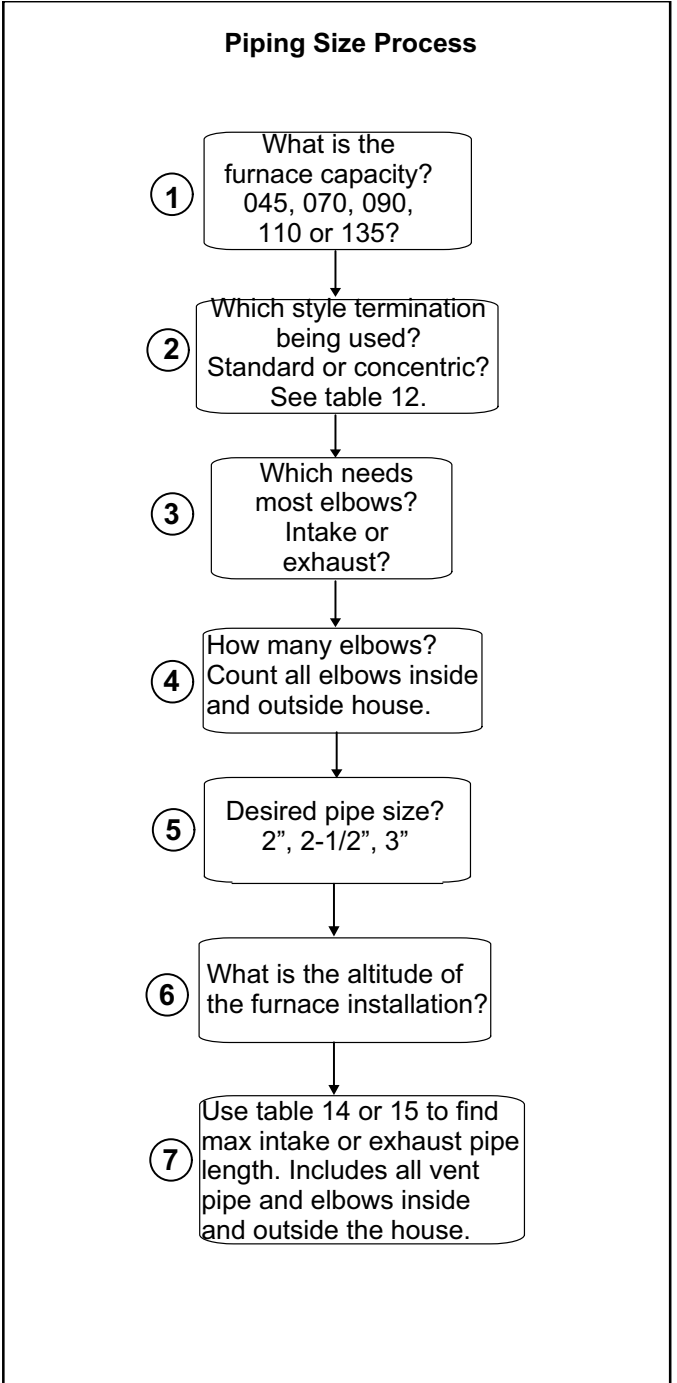 Piping Size Process
1
What is the
furnace capacity?
045, 070, 090,
110 or 135?
2
Which style termination
being used?
Standard or concentric?
See table 12.
3
Which needs
most elbows?
Intake or
exhaust?
4
How many elbows?
Count all elbows inside
and outside house.
5
Desired pipe size?
2”, 2-1/2”, 3”
6
What is the altitude of
the furnace installation?
7
Use table 14 or 15 to find
max intake or exhaust pipe
length. Includes all vent
pipe and elbows inside
and outside the house.